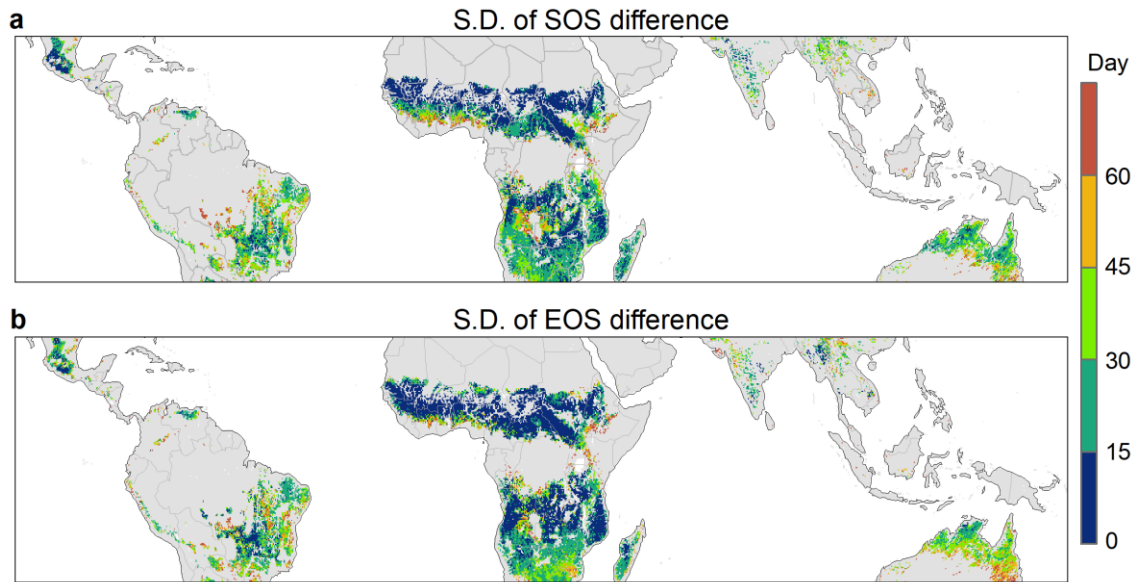 a
S.D. of SOS difference
Day
60
45
30
15
0
b
S.D. of EOS difference